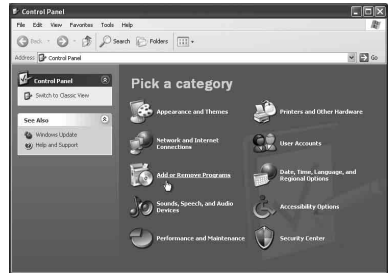 Control Panel
File Edit View Favorites Tools Help
Back Search Folders
Address Control Panel Go
Control Panel
Switch to Classic View
See Also
Windows Update
Help and Support
Pick a category
Appearance and Themes
Printers and Other Hardware
Network and Internet
Connections
User Accounts
Add or Remove Programs
Date, Time, Language, and
Regional Options
Sounds, Speech, and Audio
Devices
Accessibility Options
Performance and Maintenance
Security Center